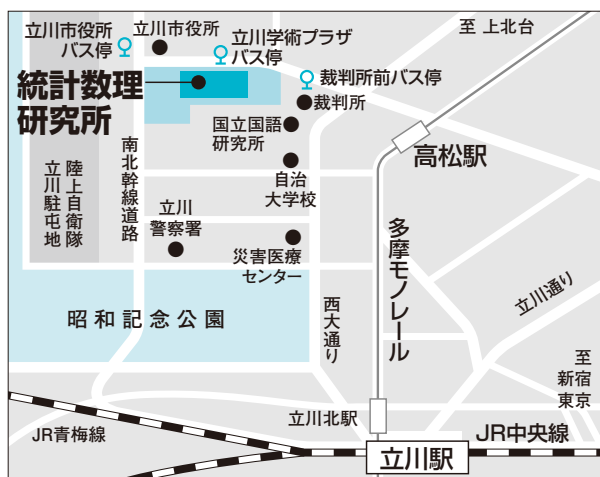 立川市役所
バス停
立川市役所
立川学術プラザ
バス停
至 上北台
裁判所前バス停
裁判所
統計数理
研究所
国立国語
研究所
高松駅
自治
大学校
南北幹線道路
陸上自衛隊
立川駐屯地
立川
警察署
災害医療
センター
多摩モノレール
立川通り
昭和記念公園
西大通り
至
新宿
東京
立川北駅
JR青梅線
JR中央線
立川駅